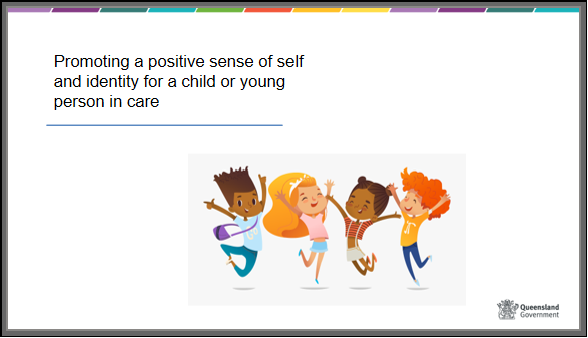 Promoting a positive sense of self
and identity for a child or young
person in care
Queensland
Government